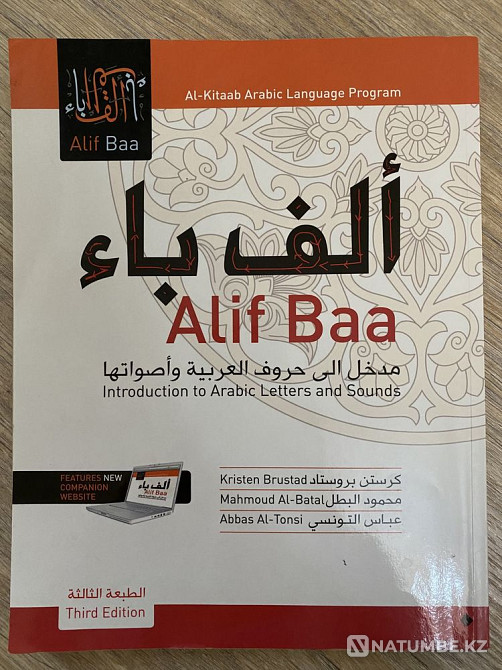 Al-Kitaab Arabic Language Program
Alif Baa
ألف باء
Alif Baa
مدخل الى حروف العربية وأصواتها
Introduction to Arabic Letters and Sounds
FEATURES NEW
COMPANION
WEBSITE
ألف باء
Alif Baa
Kristen Brustad كرستن بروستاد
Mahmoud Al-Batal محمود البطل
Abbas Al-Tonsi عباس التونسي
الطبعة الثالثة
Third Edition
NATUMBE.KZ